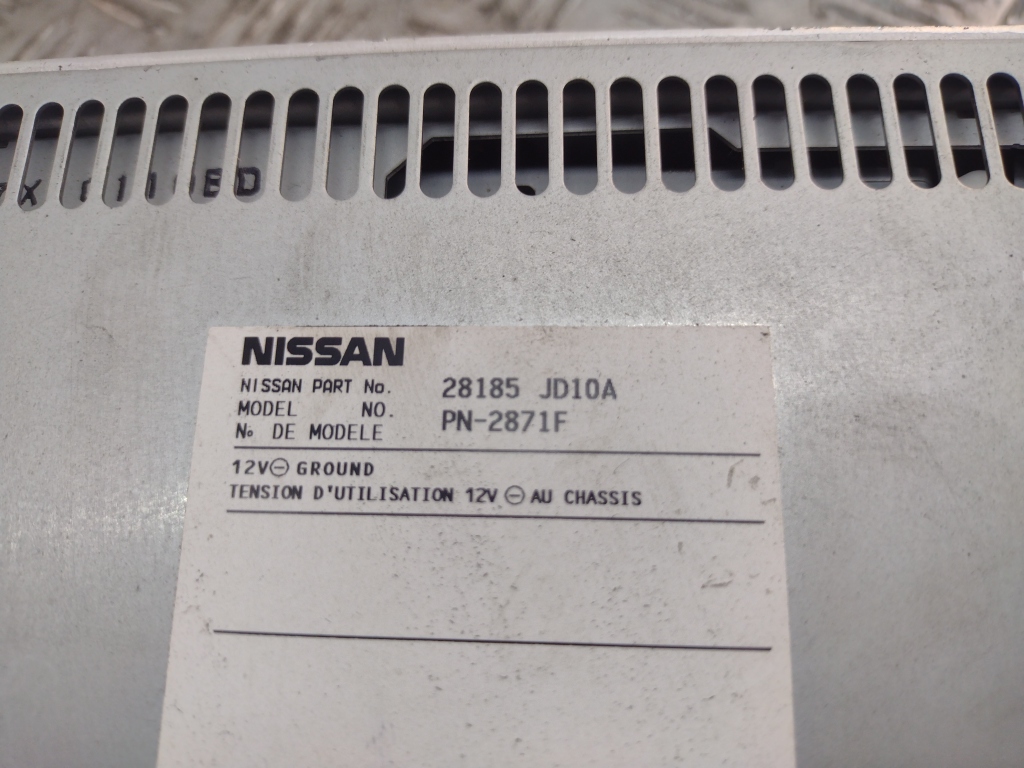 ED
NISSAN
NISSAN PART No. 28185 JD10A
MODEL NO. PN-2871F
No DE MODELE
12V⊖ GROUND
TENSION D'UTILISATION 12V ⊖ AU CHASSIS